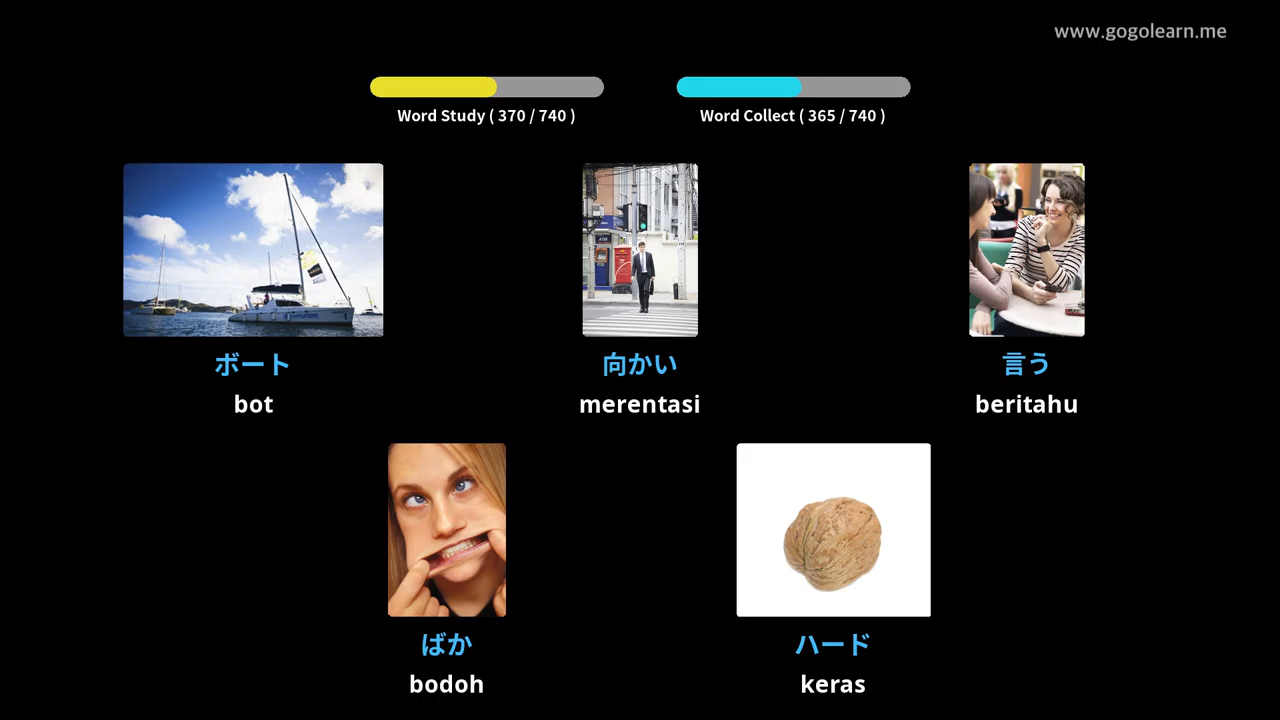 www.gogolearn.me
Word Study ( 370 / 740 )
Word Collect ( 365 / 740 )
ボート
bot
向かい
merentasi
言う
beritahu
ばか
bodoh
ハード
keras